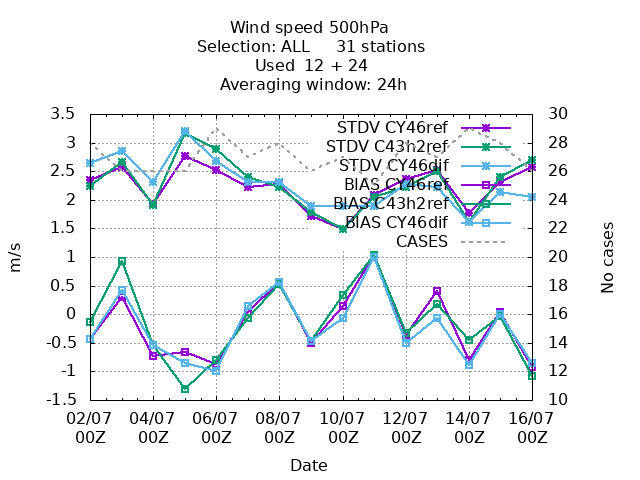 Wind speed 500hPa
Selection: ALL 31 stations
Used 12 + 24
Averaging window: 24h
3.5
3
2.5
2
1.5
1
0.5
0
-0.5
-1
-1.5
m/s
30
28
26
24
22
20
18
16
14
12
10
No cases
STDV CY46ref
STDV C43h2ref
STDV CY46dif
BIAS CY46ref
BIAS C43h2ref
BIAS CY46dif
CASES
02/07 04/07 06/07 08/07 10/07 12/07 14/07 16/07
00Z 00Z 00Z 00Z 00Z 00Z 00Z 00Z
Date